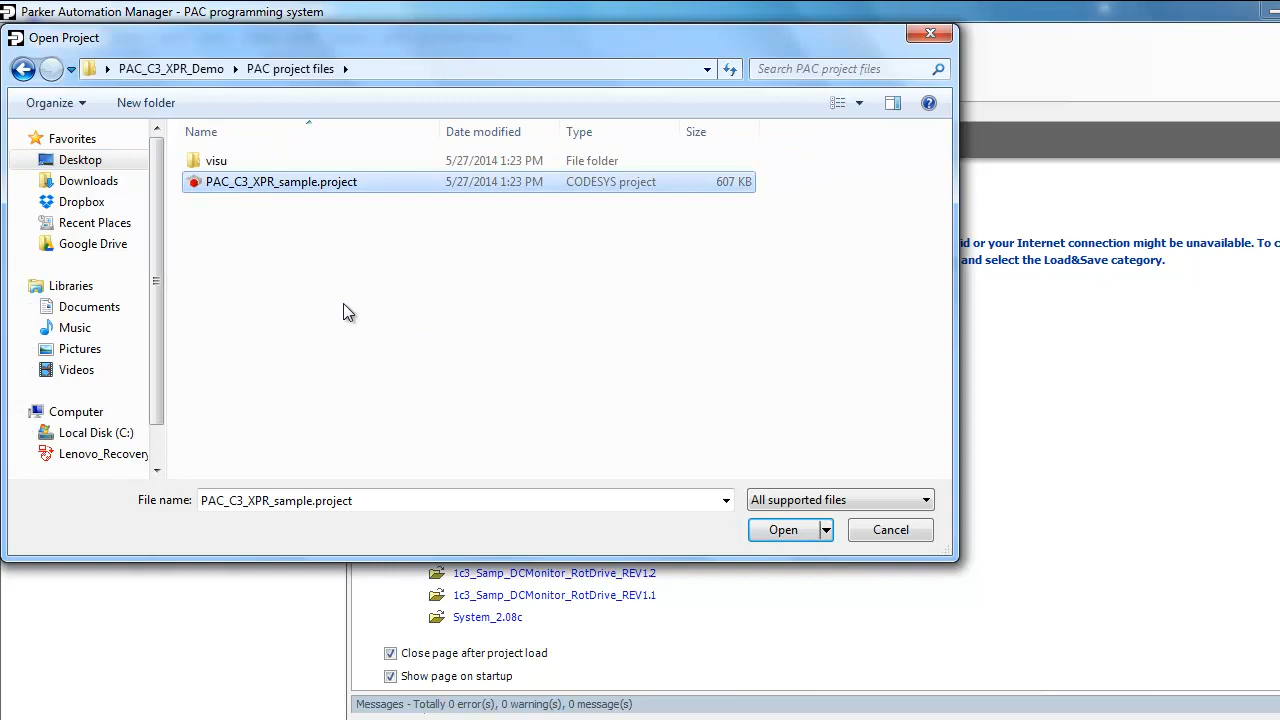 Parker Automation Manager - PAC programming system
Open Project
PAC_C3_XPR_Demo PAC project files Search PAC project files
Organize New folder
Name Date modified Type Size
Favorites
Desktop
Downloads
Dropbox
Recent Places
Google Drive
Libraries
Documents
Music
Pictures
Videos
Computer
Local Disk (C:)
Lenovo_Recovery
visu 5/27/2014 1:23 PM File folder
PAC_C3_XPR_sample.project 5/27/2014 1:23 PM CODESYS project 607 KB
id or your Internet connection might be unavailable. To c
and select the Load&Save category.
File name: PAC_C3_XPR_sample.project All supported files
Open Cancel
1c3_Samp_DCMonitor_RotDrive_REV1.2
1c3_Samp_DCMonitor_RotDrive_REV1.1
System_2.08c
Close page after project load
Show page on startup
Messages - Totally 0 error(s), 0 warning(s), 0 message(s)